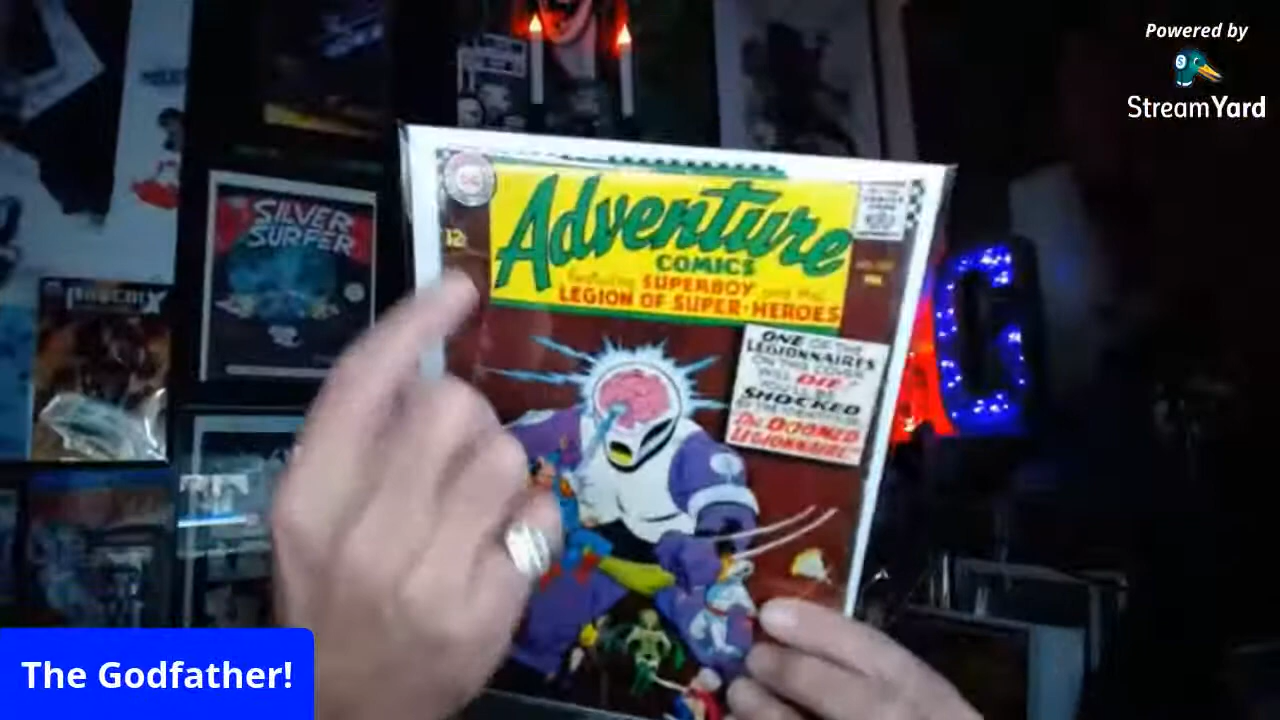 Powered by
StreamYard
SILVER
SURFER
12¢
Adventure
COMICS
featuring SUPERBOY and the
LEGION OF SUPER-HEROES
ONE OF THE
LEGIONNAIRES
ON THIS COVER
WILL DIE!
YOU'LL BE
SHOCKED
"The DOOMED
LEGIONNAIRE!"
G
The Godfather!